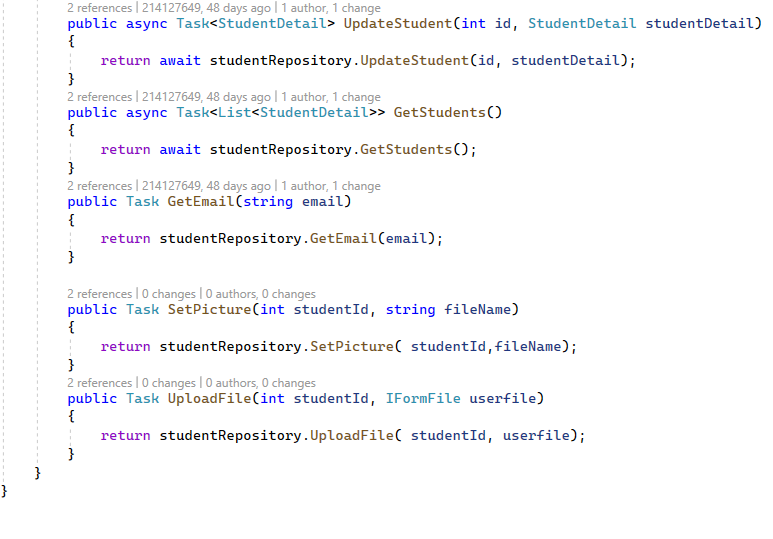 2 references | 214127649, 48 days ago | 1 author, 1 change
public async Task<StudentDetail> UpdateStudent(int id, StudentDetail studentDetail)
{
return await studentRepository.UpdateStudent(id, studentDetail);
}
2 references | 214127649, 48 days ago | 1 author, 1 change
public async Task<List<StudentDetail>> GetStudents()
{
return await studentRepository.GetStudents();
}
2 references | 214127649, 48 days ago | 1 author, 1 change
public Task GetEmail(string email)
{
return studentRepository.GetEmail(email);
}
2 references | 0 changes | 0 authors, 0 changes
public Task SetPicture(int studentId, string fileName)
{
return studentRepository.SetPicture( studentId,fileName);
}
2 references | 0 changes | 0 authors, 0 changes
public Task UploadFile(int studentId, IFormFile userfile)
{
return studentRepository.UploadFile( studentId, userfile);
}
}
}